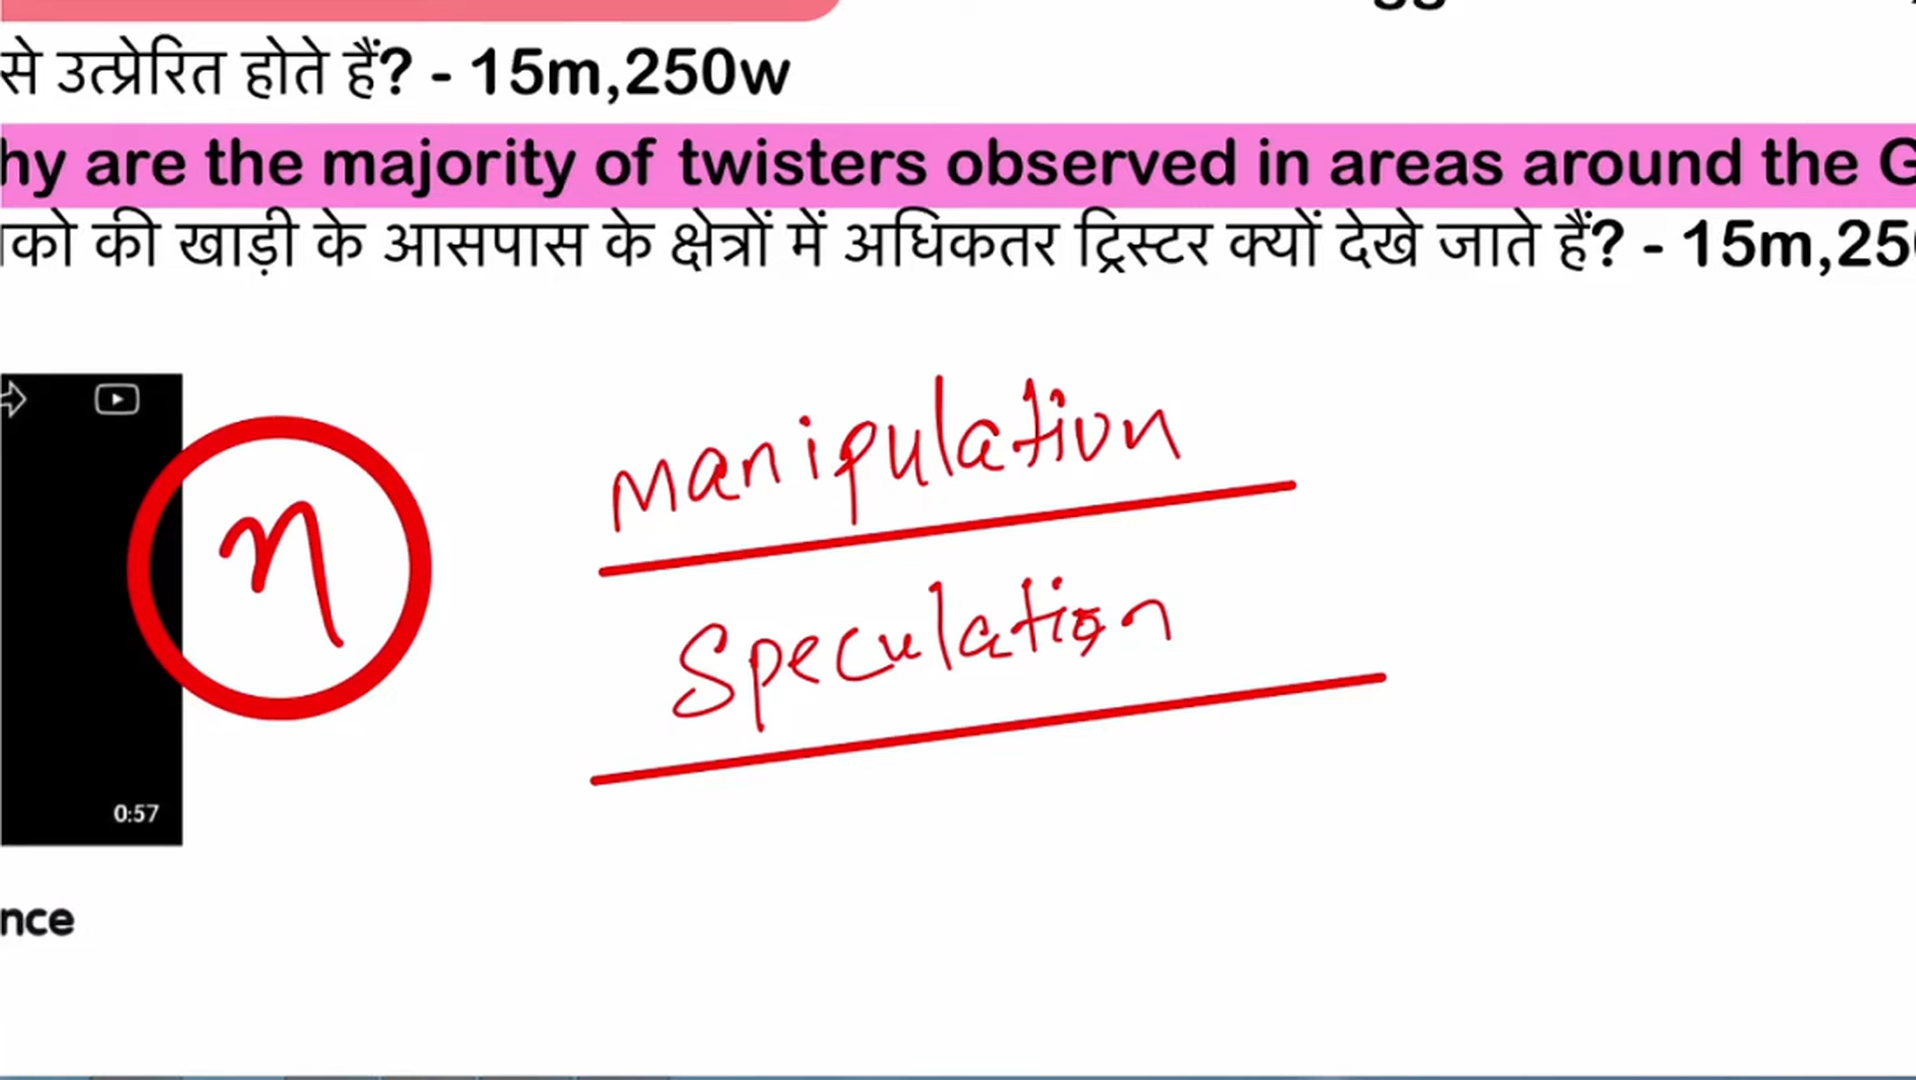 से उत्प्रेरित होते हैं? - 15m,250w
hy are the majority of twisters observed in areas around the G
को की खाड़ी के आसपास के क्षेत्रों में अधिकतर ट्रिस्टर क्यों देखे जाते हैं? - 15m,25
manipulation
η
Speculation
0:57
nce